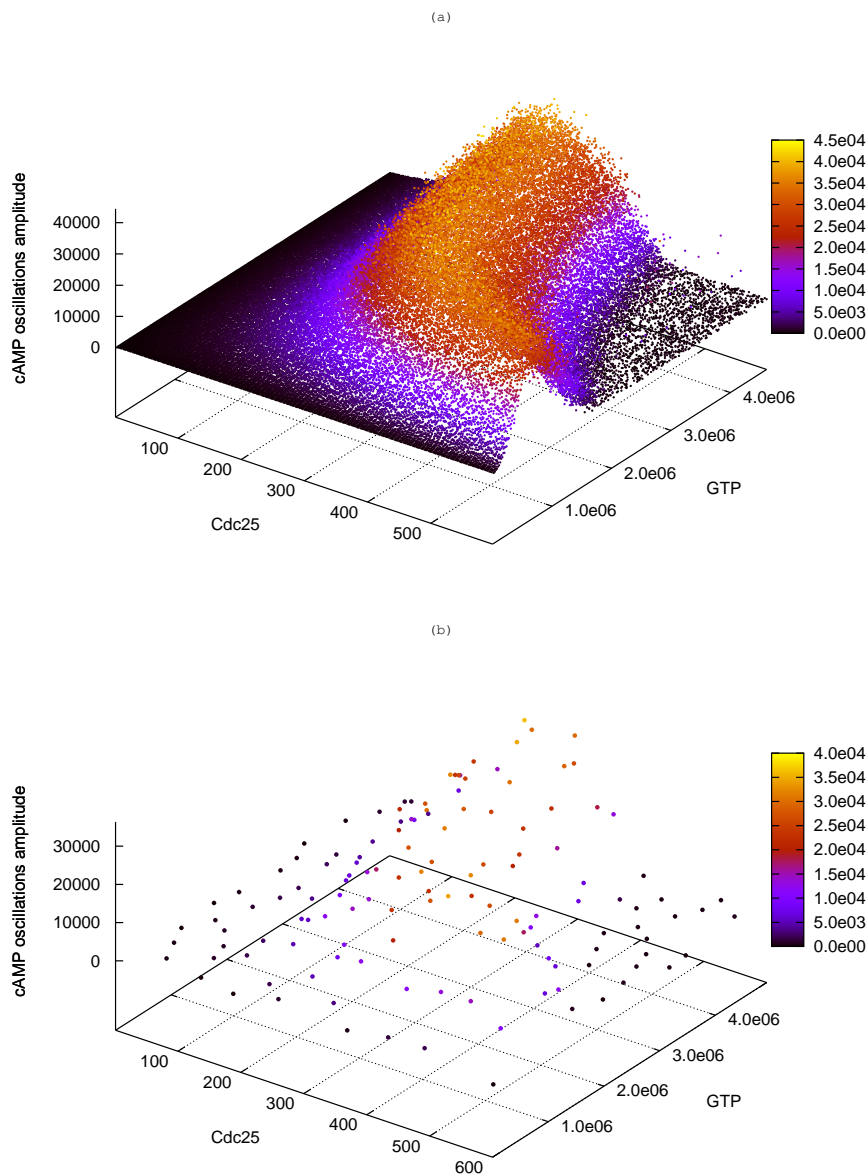 (a)
cAMP oscillations amplitude
40000
30000
20000
10000
0
100
200
300
400
500
Cdc25
1.0e06
2.0e06
3.0e06
4.0e06
GTP
4.5e04
4.0e04
3.5e04
3.0e04
2.5e04
2.0e04
1.5e04
1.0e04
5.0e03
0.0e00
(b)
cAMP oscillations amplitude
30000
20000
10000
0
100
200
300
400
500
600
Cdc25
1.0e06
2.0e06
3.0e06
4.0e06
GTP
4.0e04
3.5e04
3.0e04
2.5e04
2.0e04
1.5e04
1.0e04
5.0e03
0.0e00